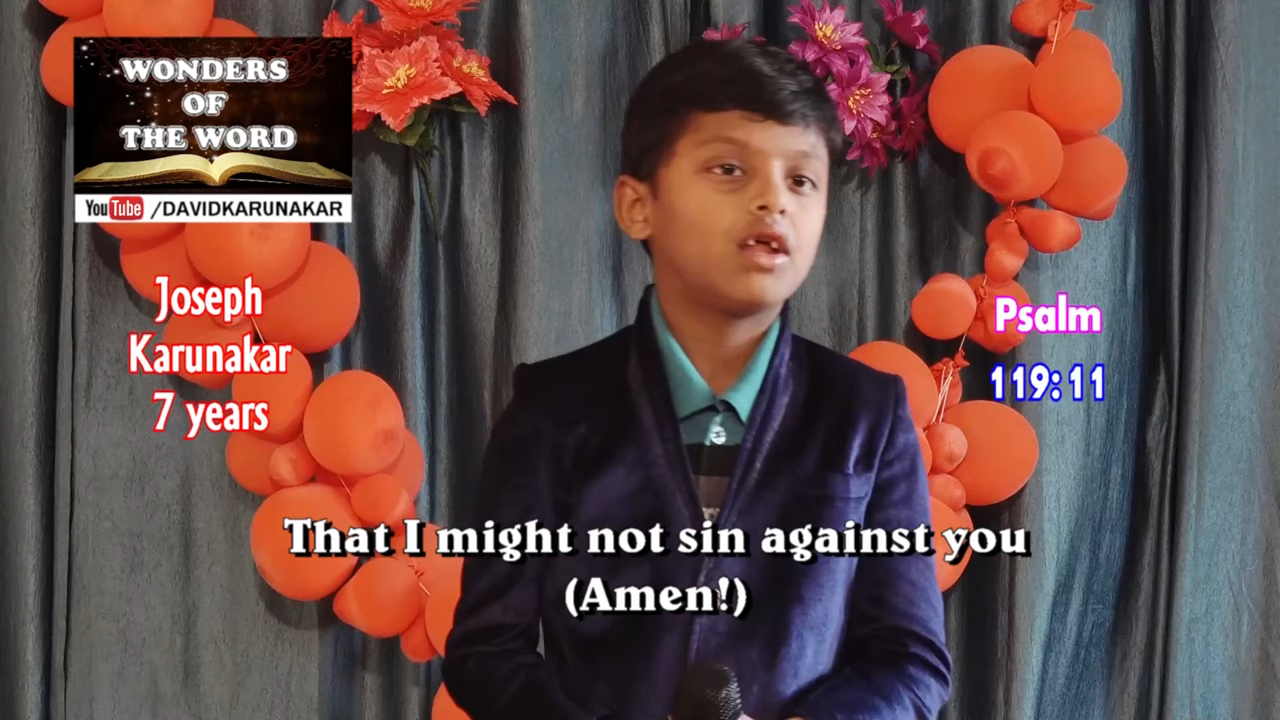 WONDERS
OF
THE WORD
YouTube /DAVIDKARUNAKAR
Joseph
Karunakar
7 years
Psalm
119:11
That I might not sin against you
(Amen!)